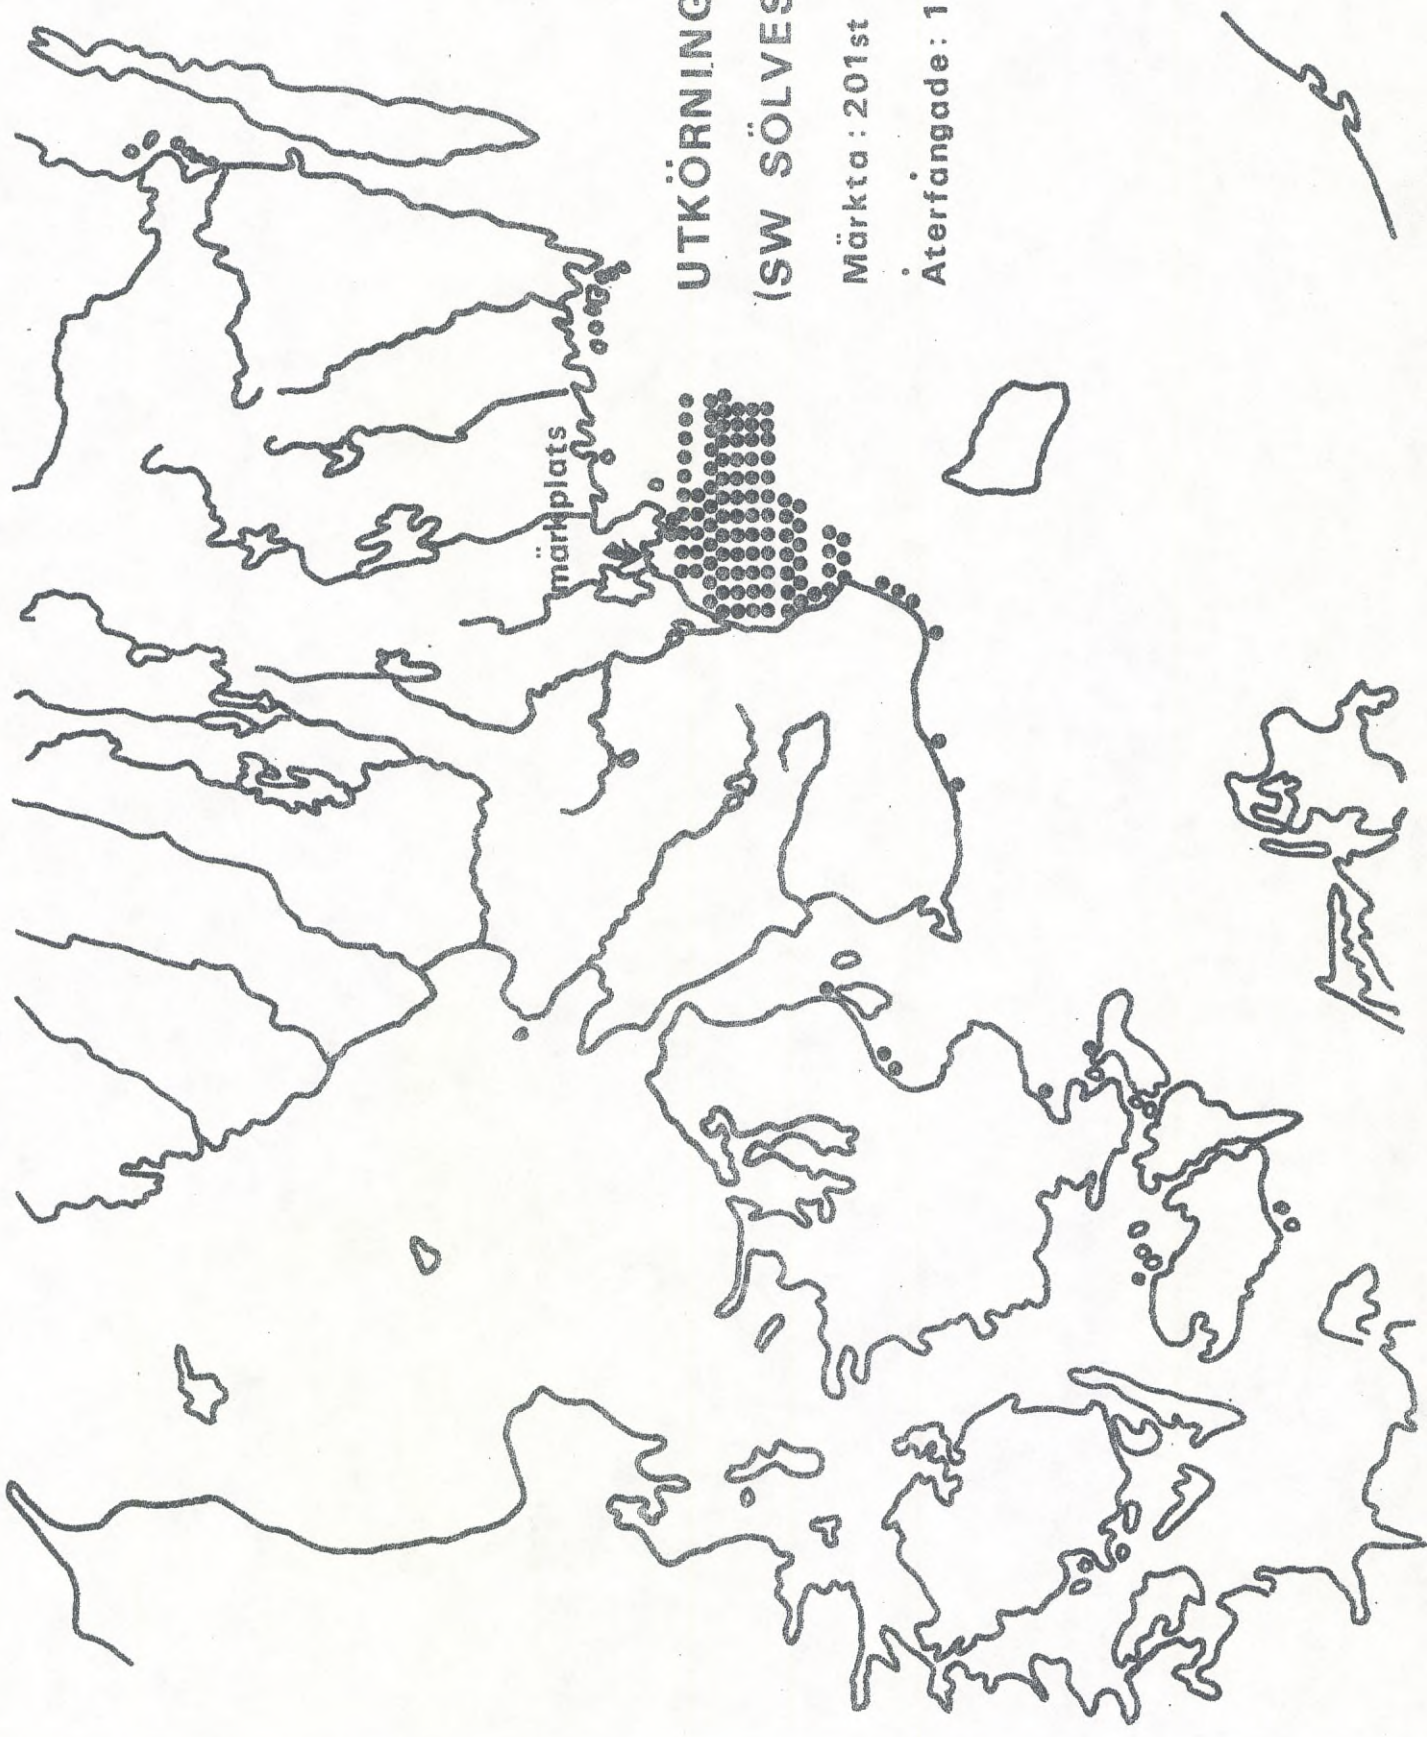 UTKÖRNING
(SW SÖLVES
Märkta: 201st
Återfångade: 1
märkplats